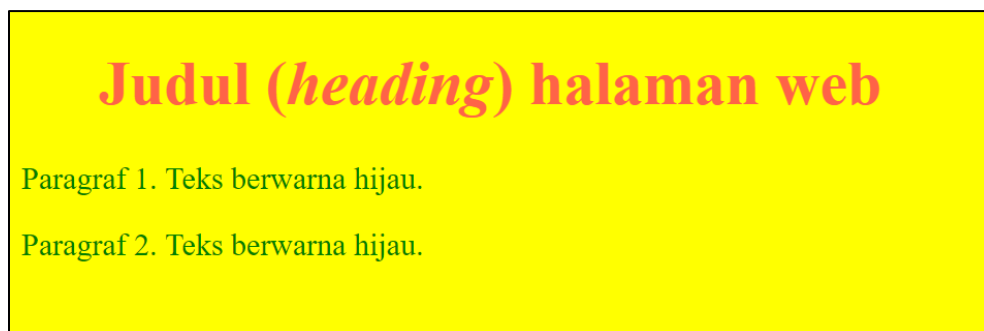 Judul (heading) halaman web
Paragraf 1. Teks berwarna hijau.
Paragraf 2. Teks berwarna hijau.